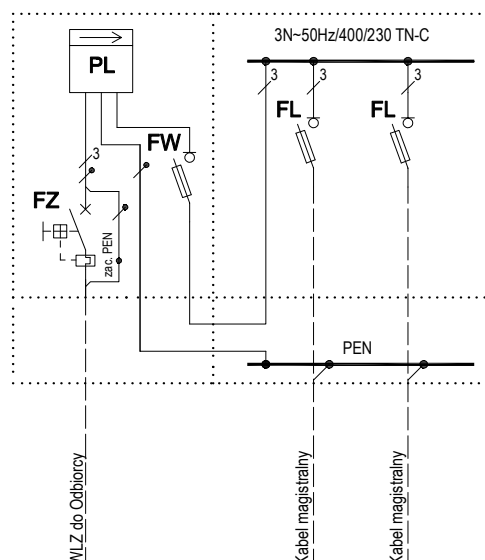 3N~50Hz/400/230 TN-C
PL
3
3
3
FL
FL
FW
3
FZ
zac. PEN
PEN
WLZ do Odbiorcy
Kabel magistralny
Kabel magistralny